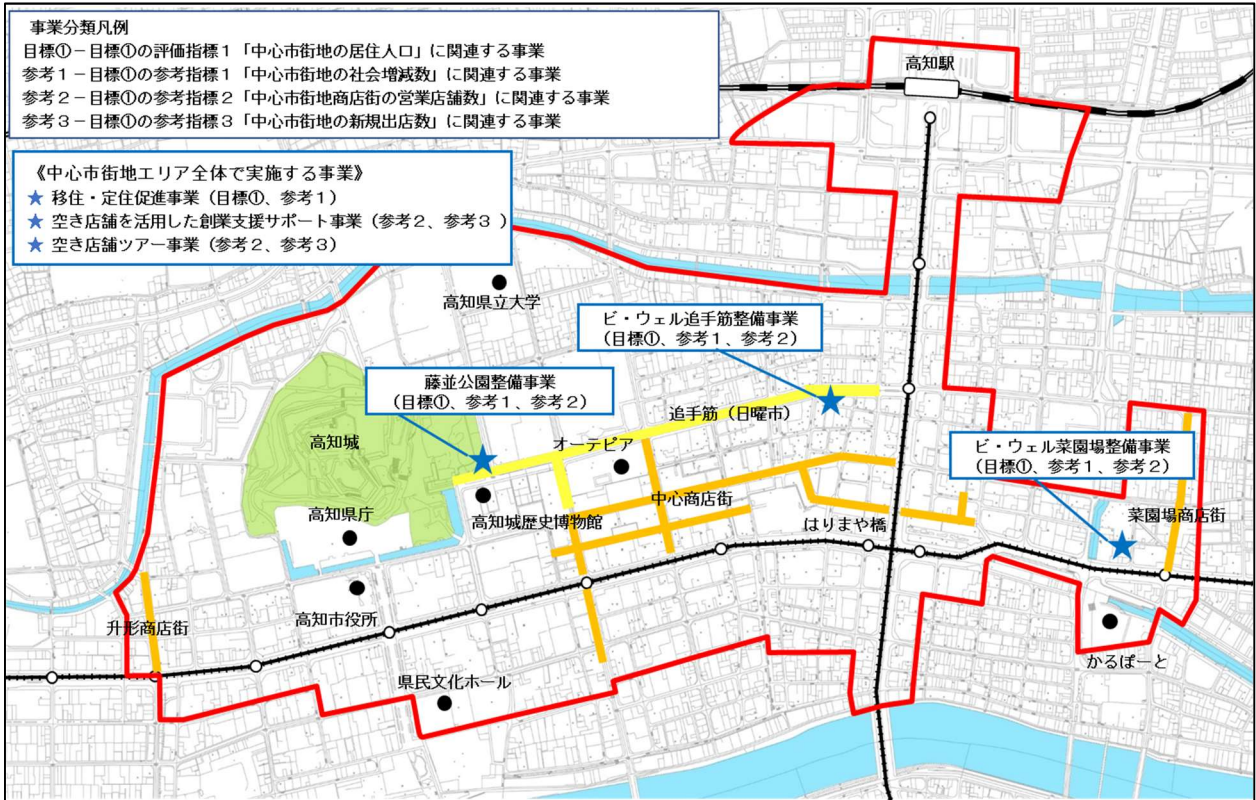 事業分類凡例
目標①－目標①の評価指標1「中心市街地の居住人口」に関連する事業
参考1－目標①の参考指標1「中心市街地の社会増減数」に関連する事業
参考2－目標①の参考指標2「中心市街地商店街の営業店舗数」に関連する事業
参考3－目標①の参考指標3「中心市街地の新規出店数」に関連する事業
高知駅
《中心市街地エリア全体で実施する事業》
★ 移住・定住促進事業（目標①、参考1）
★ 空き店舗を活用した創業支援サポート事業（参考2、参考3）
★ 空き店舗ツアー事業（参考2、参考3）
高知県立大学
ビ・ウェル追手筋整備事業
（目標①、参考1、参考2）
藤並公園整備事業
（目標①、参考1、参考2）
追手筋（日曜市）
高知城
オーテピア
ビ・ウェル菜園場整備事業
（目標①、参考1、参考2）
中心商店街
高知県庁
高知城歴史博物館
はりまや橋
菜園場商店街
高知市役所
升形商店街
かるぽーと
県民文化ホール